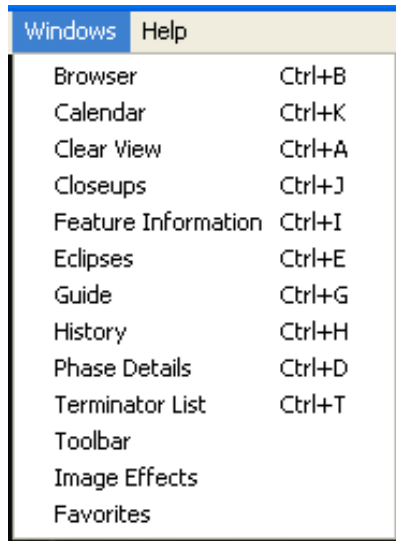 Windows Help
Browser Ctrl+B
Calendar Ctrl+K
Clear View Ctrl+A
Closeups Ctrl+J
Feature Information Ctrl+I
Eclipses Ctrl+E
Guide Ctrl+G
History Ctrl+H
Phase Details Ctrl+D
Terminator List Ctrl+T
Toolbar
Image Effects
Favorites